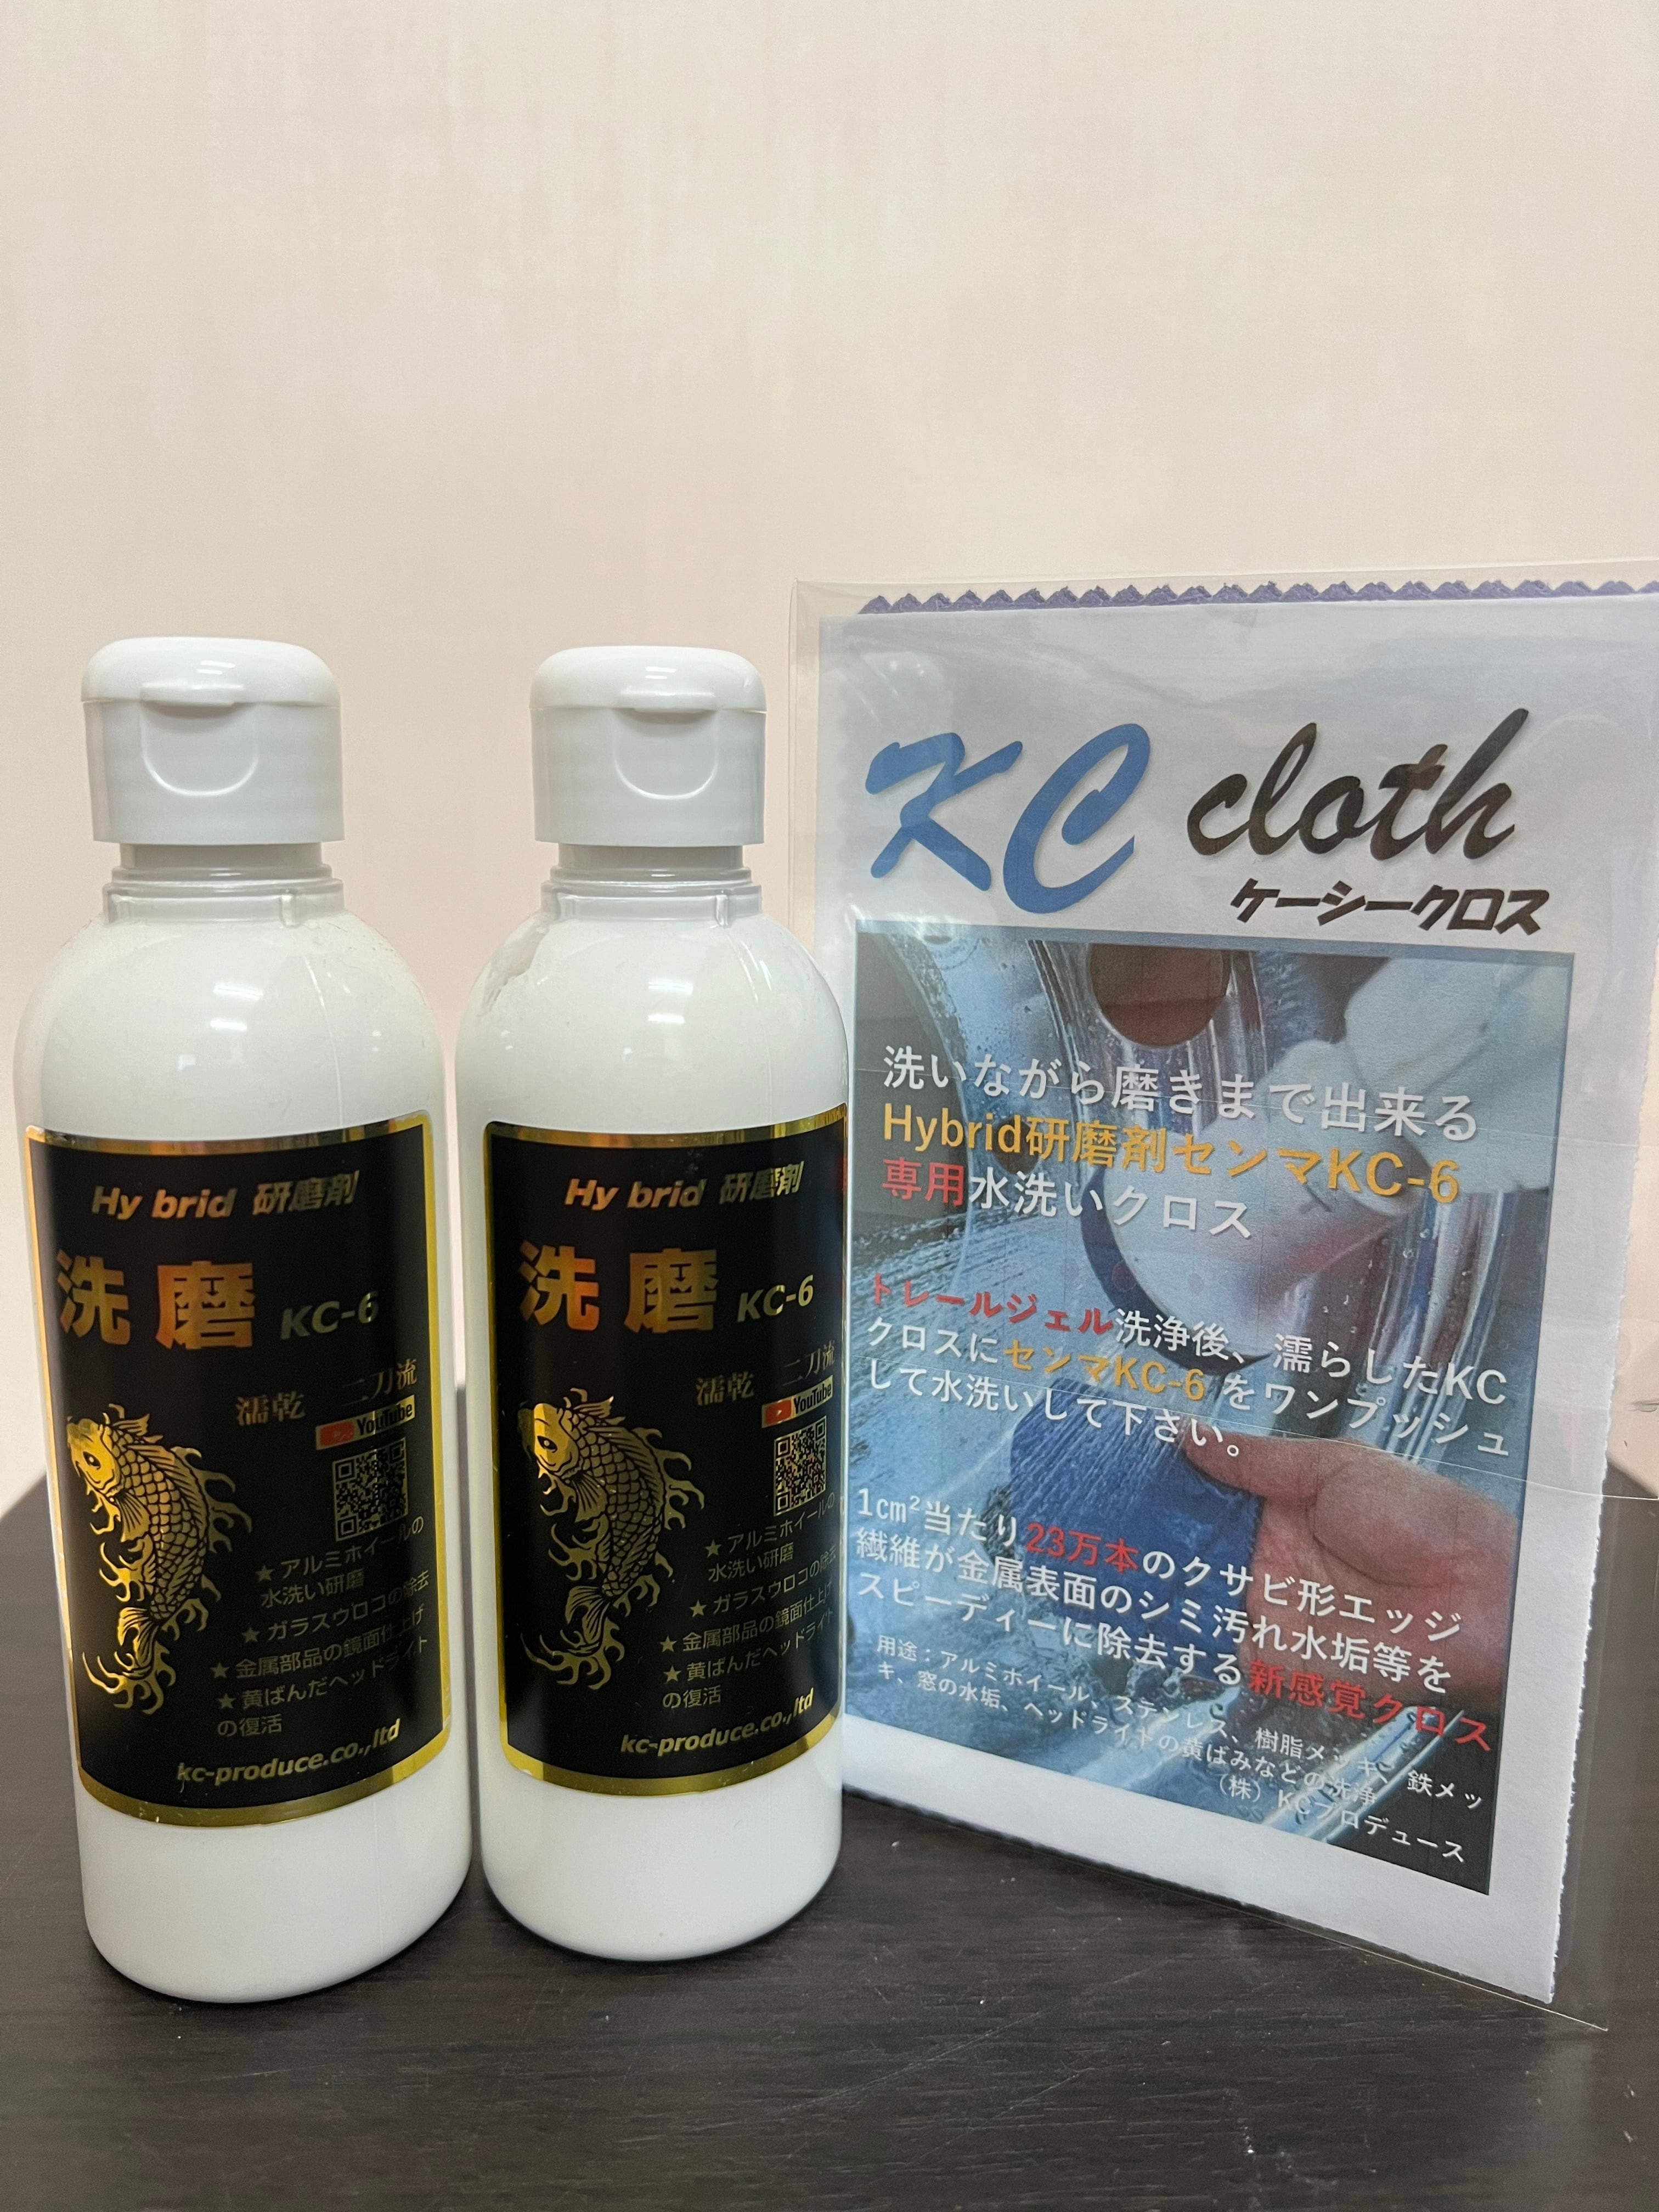 Hy brid 研磨剤
洗磨 KC-6
濡乾 二刀流
YouTube
★アルミホイールの
水洗い研磨
★ガラスウロコの除去
★金属部品の鏡面仕上げ
★黄ばんだヘッドライト
の復活
kc-produce.co.,ltd
Hy brid 研磨剤
洗磨 KC-6
濡乾 二刀流
YouTube
★アルミホイールの
水洗い研磨
★ガラスウロコの除去
★金属部品の鏡面仕上げ
★黄ばんだヘッドライト
の復活
kc-produce.co.,ltd
KC cloth
ケーシークロス
洗いながら磨きまで出来る
Hybrid研磨剤センマKC-6
専用水洗いクロス
トレールジェル洗浄後、濡らしたKC
クロスにセンマKC-6 をワンプッシュ
して水洗いして下さい。
1㎝²当たり23万本のクサビ形エッジ
繊維が金属表面のシミ汚れ水垢等を
スピーディーに除去する新感覚クロス
用途：アルミホイール、ステンレス、樹脂メッキ、鉄メッ
キ、窓の水垢、ヘッドライトの黄ばみなどの洗浄
（株）KCプロデュース